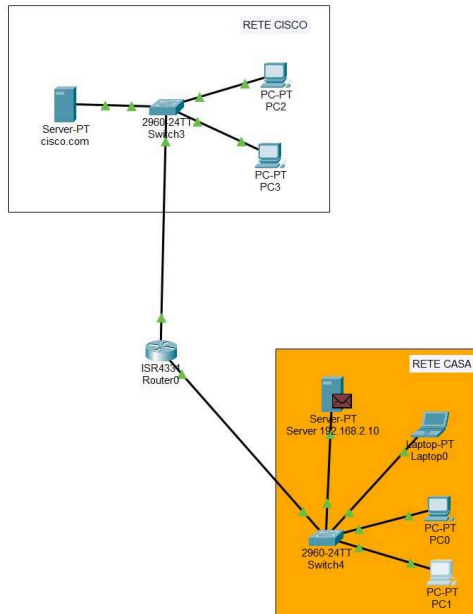 RETE CISCO
PC-PT
PC2
Server-PT
cisco.com
2960-24TT
Switch3
PC-PT
PC3
ISR4331
Router0
RETE CASA
Server-PT
Server 192.168.2.10
Laptop-PT
Laptop0
PC-PT
PC0
2960-24TT
Switch4
PC-PT
PC1